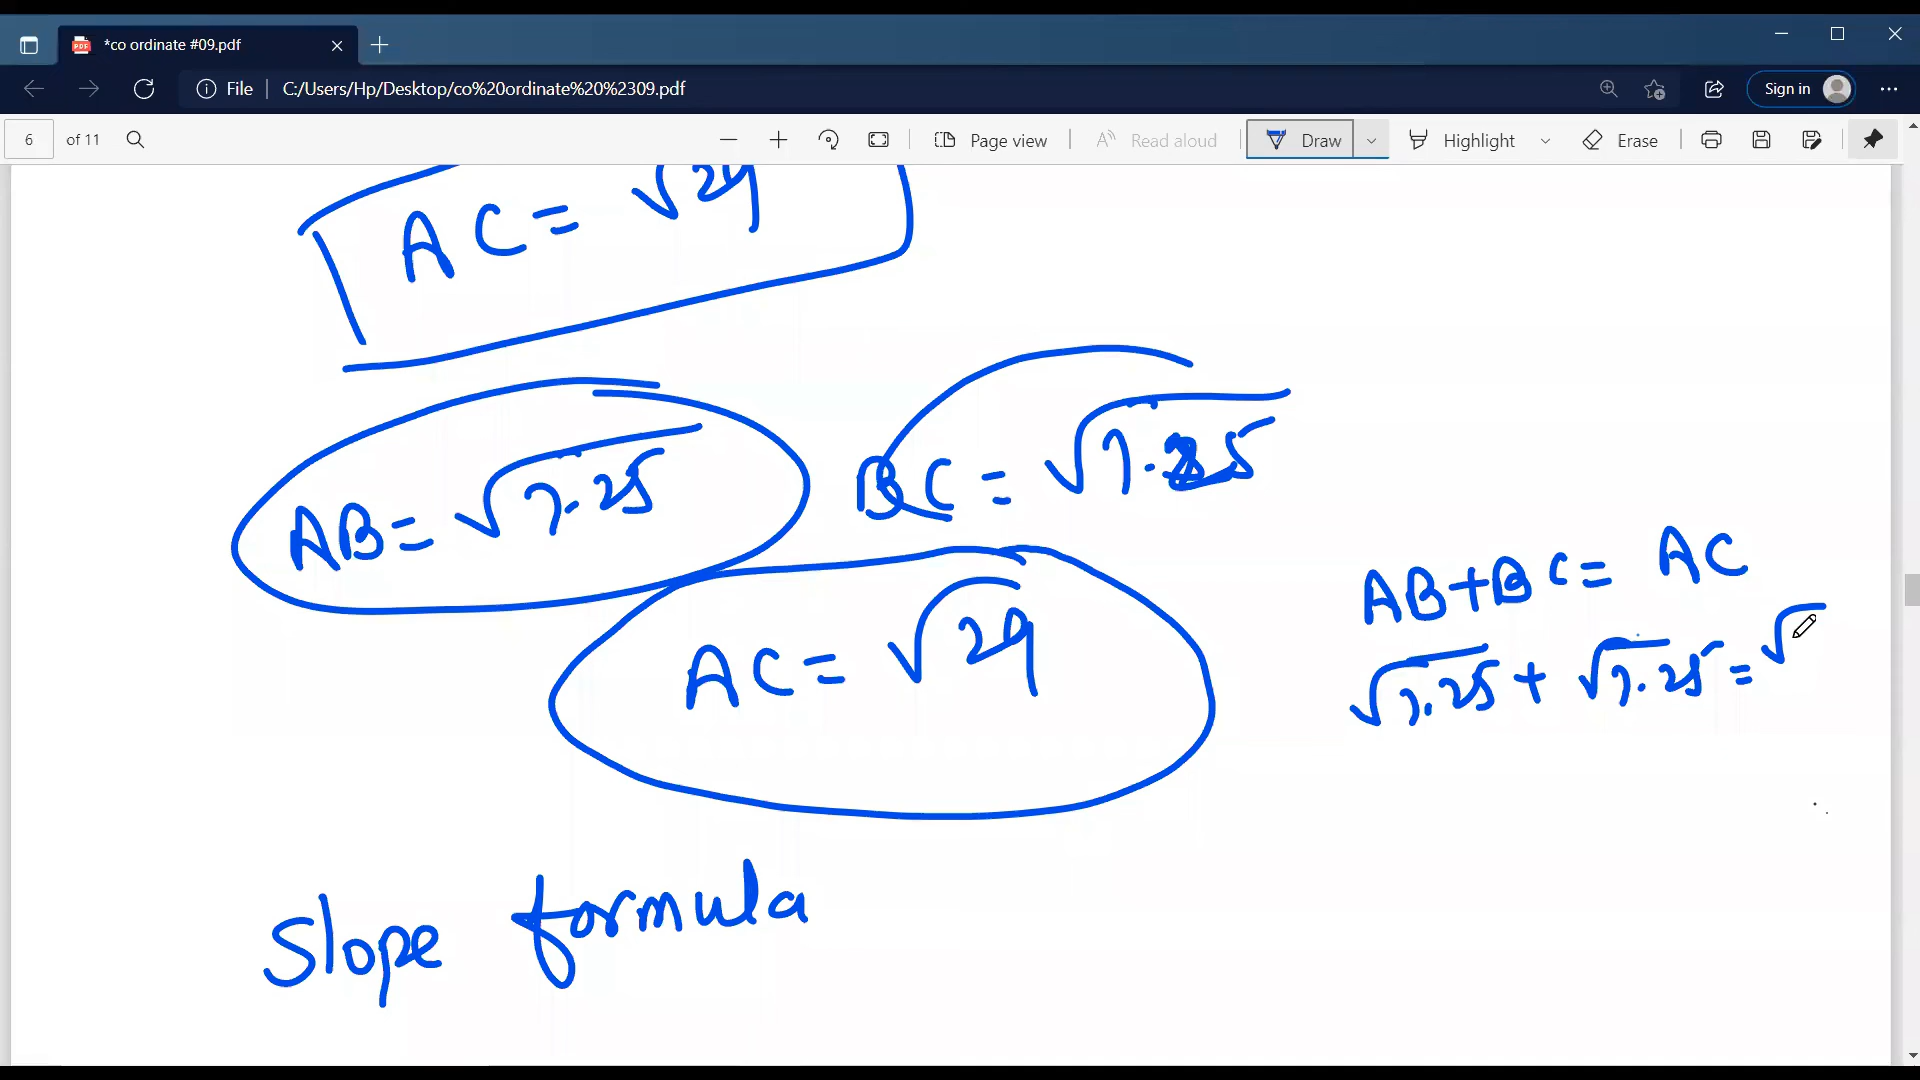 *co ordinate #09.pdf
File | C:/Users/Hp/Desktop/co%20ordinate%20%2309.pdf
Sign in
6 of 11
Page view
Read aloud
Draw
Highlight
Erase
AC = √29
AB = √7.25
BC = √7.25
AC = √29
AB+BC = AC
√7.25 + √7.25 = √
Slope formula